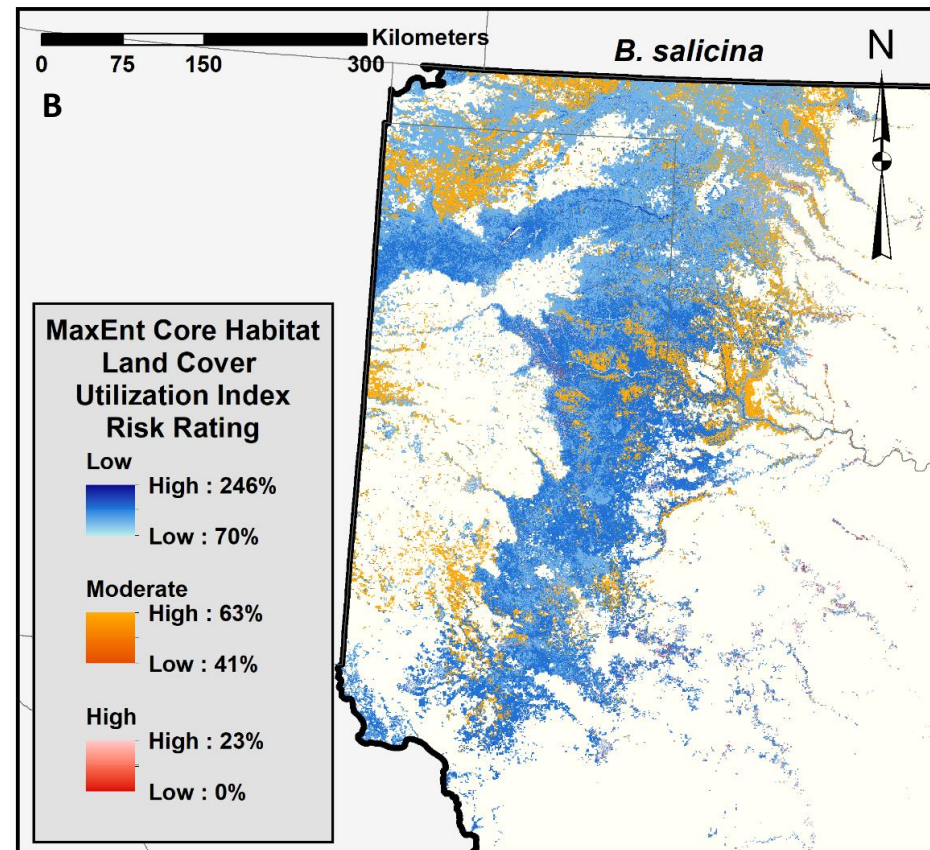 Kilometers
0 75 150 300
B. salicina
N
B
MaxEnt Core Habitat
Land Cover
Utilization Index
Risk Rating
Low
High : 246%
Low : 70%
Moderate
High : 63%
Low : 41%
High
High : 23%
Low : 0%